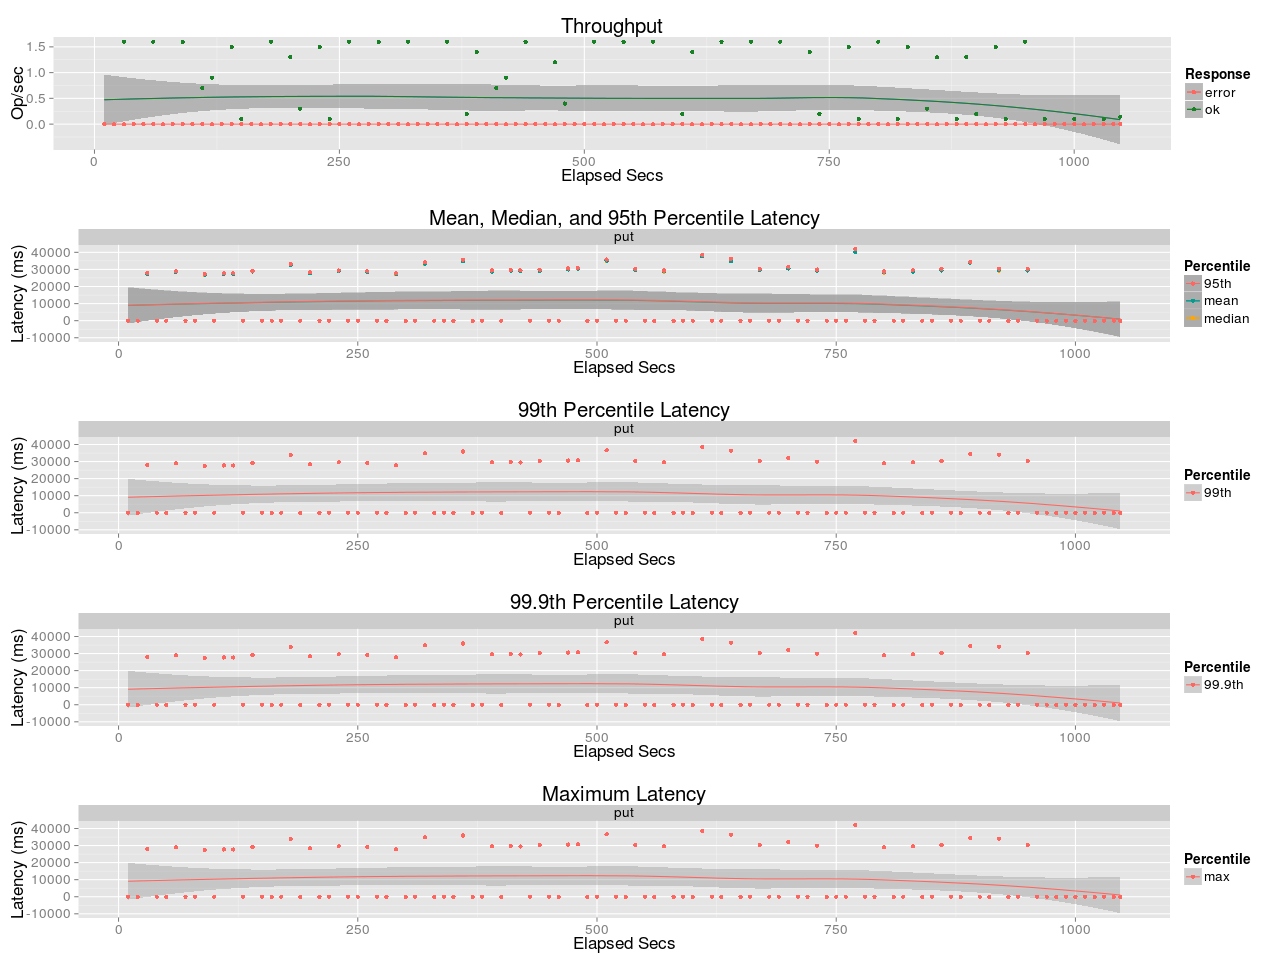 Throughput
Op/sec
1.5
1.0
0.5
0.0
0 250 500 750 1000
Elapsed Secs
Response
error
ok
Mean, Median, and 95th Percentile Latency
put
Latency (ms)
40000
30000
20000
10000
0
-10000
0 250 500 750 1000
Elapsed Secs
Percentile
95th
mean
median
99th Percentile Latency
put
Latency (ms)
40000
30000
20000
10000
0
-10000
0 250 500 750 1000
Elapsed Secs
Percentile
99th
99.9th Percentile Latency
put
Latency (ms)
40000
30000
20000
10000
0
-10000
0 250 500 750 1000
Elapsed Secs
Percentile
99.9th
Maximum Latency
put
Latency (ms)
40000
30000
20000
10000
0
-10000
0 250 500 750 1000
Elapsed Secs
Percentile
max